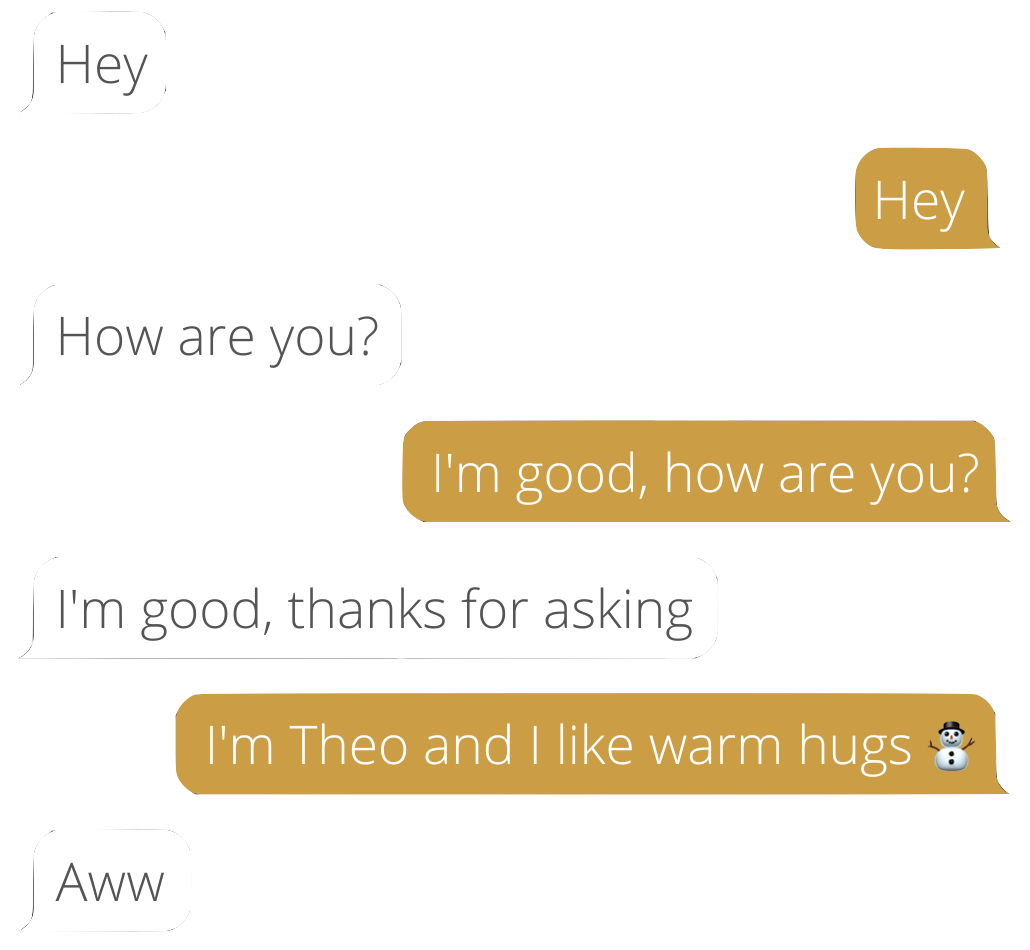 Hey
Hey
How are you?
I'm good, how are you?
I'm good, thanks for asking
I'm Theo and I like warm hugs ⛄
Aww